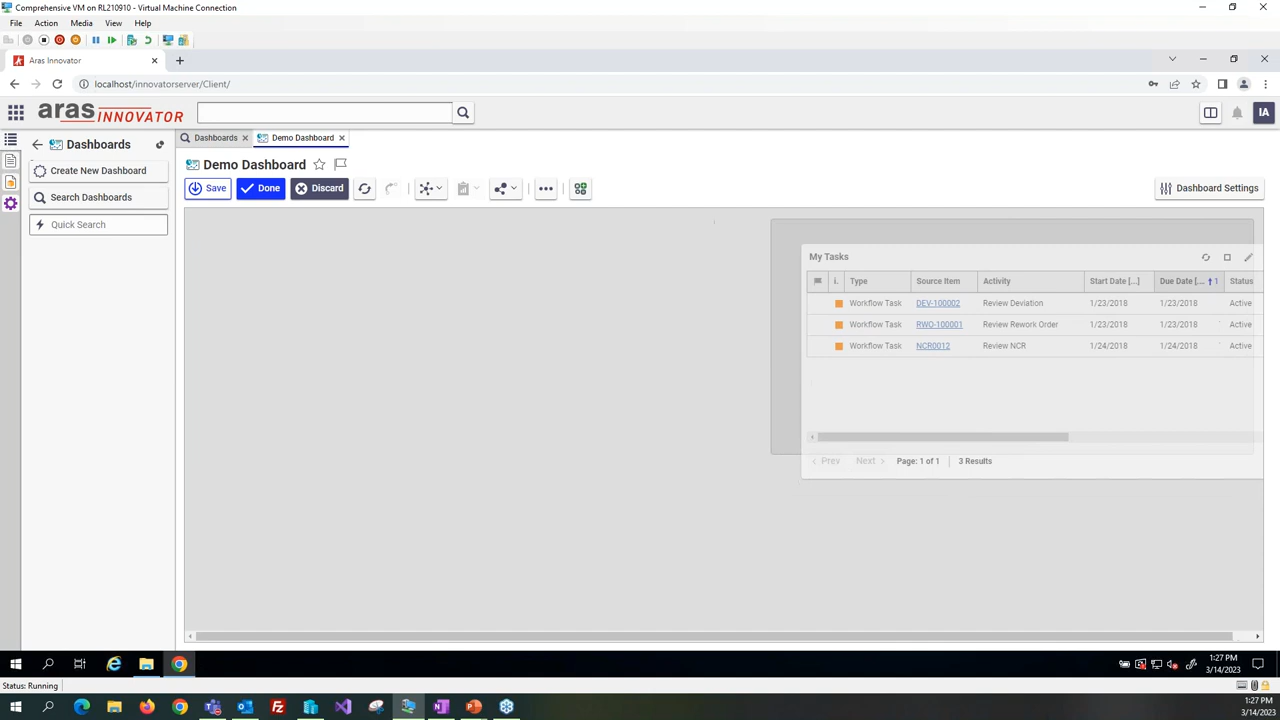 Comprehensive VM on RL210910 - Virtual Machine Connection
File Action Media View Help
Aras Innovator
localhost/innovatorserver/Client/
aras INNOVATOR
IA
Dashboards
Create New Dashboard
Search Dashboards
Quick Search
Dashboards
Demo Dashboard
Demo Dashboard
Save
Done
Discard
Dashboard Settings
My Tasks
i. Type Source Item Activity Start Date [...] Due Date [... 1 Status
Workflow Task DEV-100002 Review Deviation 1/23/2018 1/23/2018 Active
Workflow Task RWO-100001 Review Rework Order 1/23/2018 1/23/2018 Active
Workflow Task NCR0012 Review NCR 1/24/2018 1/24/2018 Active
Prev Next Page: 1 of 1 3 Results
1:27 PM
3/14/2023
Status: Running
1:27 PM
3/14/2023